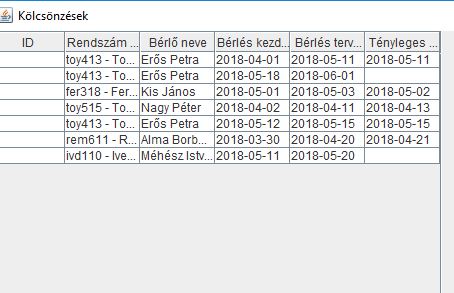 Kölcsönzések
ID Rendszám ... Bérlő neve Bérlés kezd... Bérlés terv... Tényleges ...
toy413 - To... Erős Petra 2018-04-01 2018-05-11 2018-05-11
toy413 - To... Erős Petra 2018-05-18 2018-06-01
fer318 - Fer... Kis János 2018-05-01 2018-05-03 2018-05-02
toy515 - To... Nagy Péter 2018-04-02 2018-04-11 2018-04-13
toy413 - To... Erős Petra 2018-05-12 2018-05-15 2018-05-15
rem611 - R... Alma Borb... 2018-03-30 2018-04-20 2018-04-21
ivd110 - Ive... Méhész Istv... 2018-05-11 2018-05-20